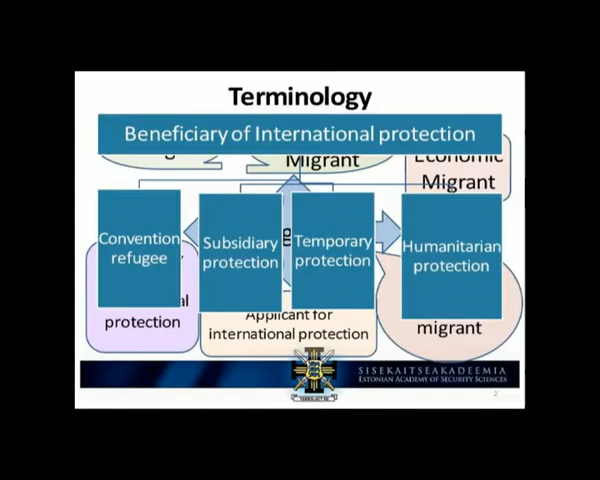 Terminology
Beneficiary of International protection
Migrant
Economic
Migrant
Convention
refugee
Subsidiary
protection
Temporary
protection
Humanitarian
protection
protection
Applicant for
international protection
migrant
SISEKAITSEAKADEEMIA
ESTONIAN ACADEMY OF SECURITY SCIENCES
2